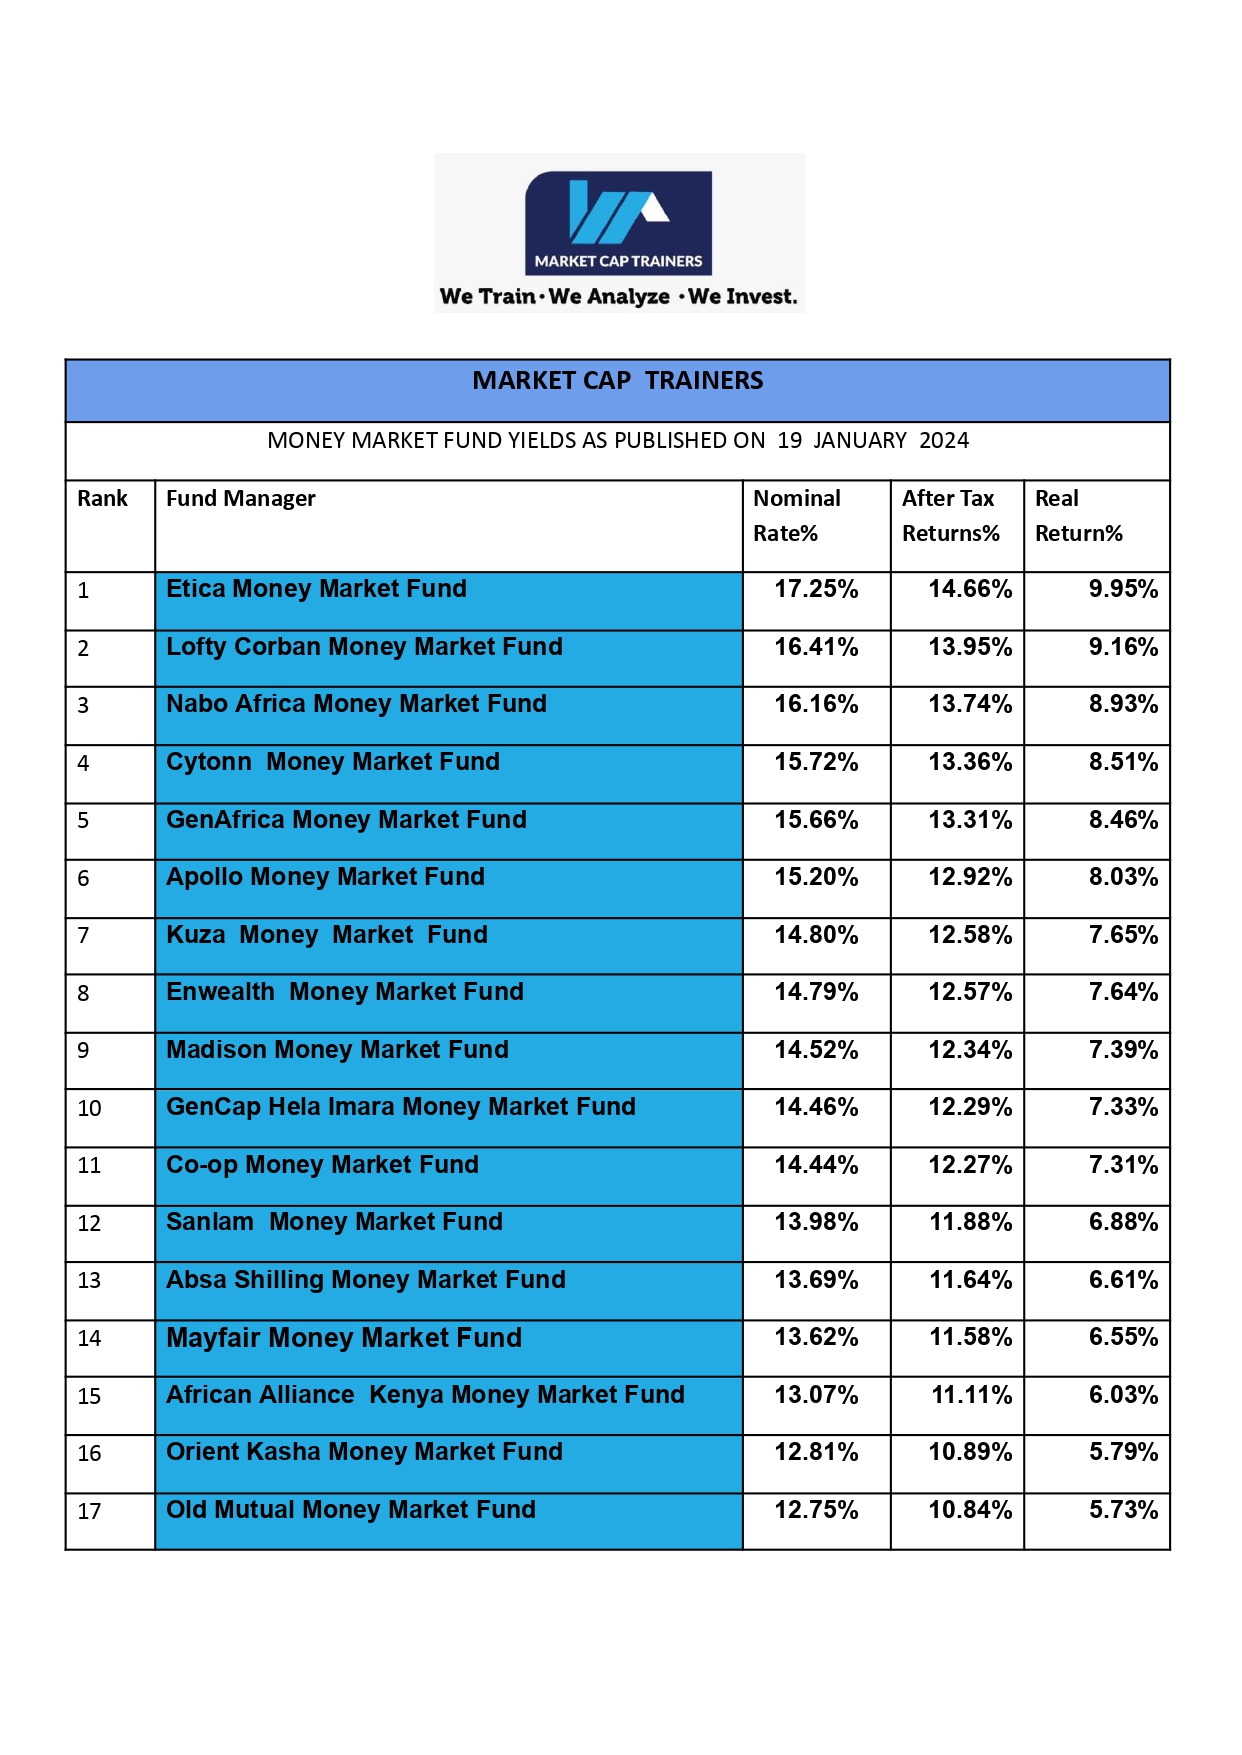 MARKET CAP TRAINERS
We Train · We Analyze · We Invest.
MARKET CAP TRAINERS
MONEY MARKET FUND YIELDS AS PUBLISHED ON 19 JANUARY 2024
Rank Fund Manager Nominal Rate% After Tax Returns% Real Return%
1 Etica Money Market Fund 17.25% 14.66% 9.95%
2 Lofty Corban Money Market Fund 16.41% 13.95% 9.16%
3 Nabo Africa Money Market Fund 16.16% 13.74% 8.93%
4 Cytonn Money Market Fund 15.72% 13.36% 8.51%
5 GenAfrica Money Market Fund 15.66% 13.31% 8.46%
6 Apollo Money Market Fund 15.20% 12.92% 8.03%
7 Kuza Money Market Fund 14.80% 12.58% 7.65%
8 Enwealth Money Market Fund 14.79% 12.57% 7.64%
9 Madison Money Market Fund 14.52% 12.34% 7.39%
10 GenCap Hela Imara Money Market Fund 14.46% 12.29% 7.33%
11 Co-op Money Market Fund 14.44% 12.27% 7.31%
12 Sanlam Money Market Fund 13.98% 11.88% 6.88%
13 Absa Shilling Money Market Fund 13.69% 11.64% 6.61%
14 Mayfair Money Market Fund 13.62% 11.58% 6.55%
15 African Alliance Kenya Money Market Fund 13.07% 11.11% 6.03%
16 Orient Kasha Money Market Fund 12.81% 10.89% 5.79%
17 Old Mutual Money Market Fund 12.75% 10.84% 5.73%